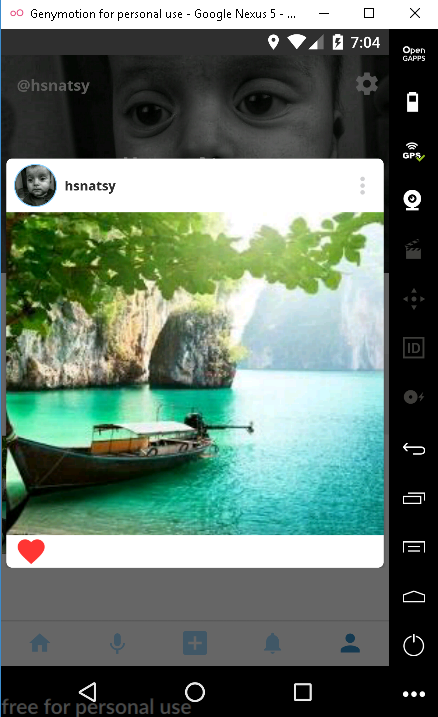 Genymotion for personal use - Google Nexus 5 - ...
7:04
Open
GAPPS
@hsnatsy
GPS
hsnatsy
ID
free for personal use